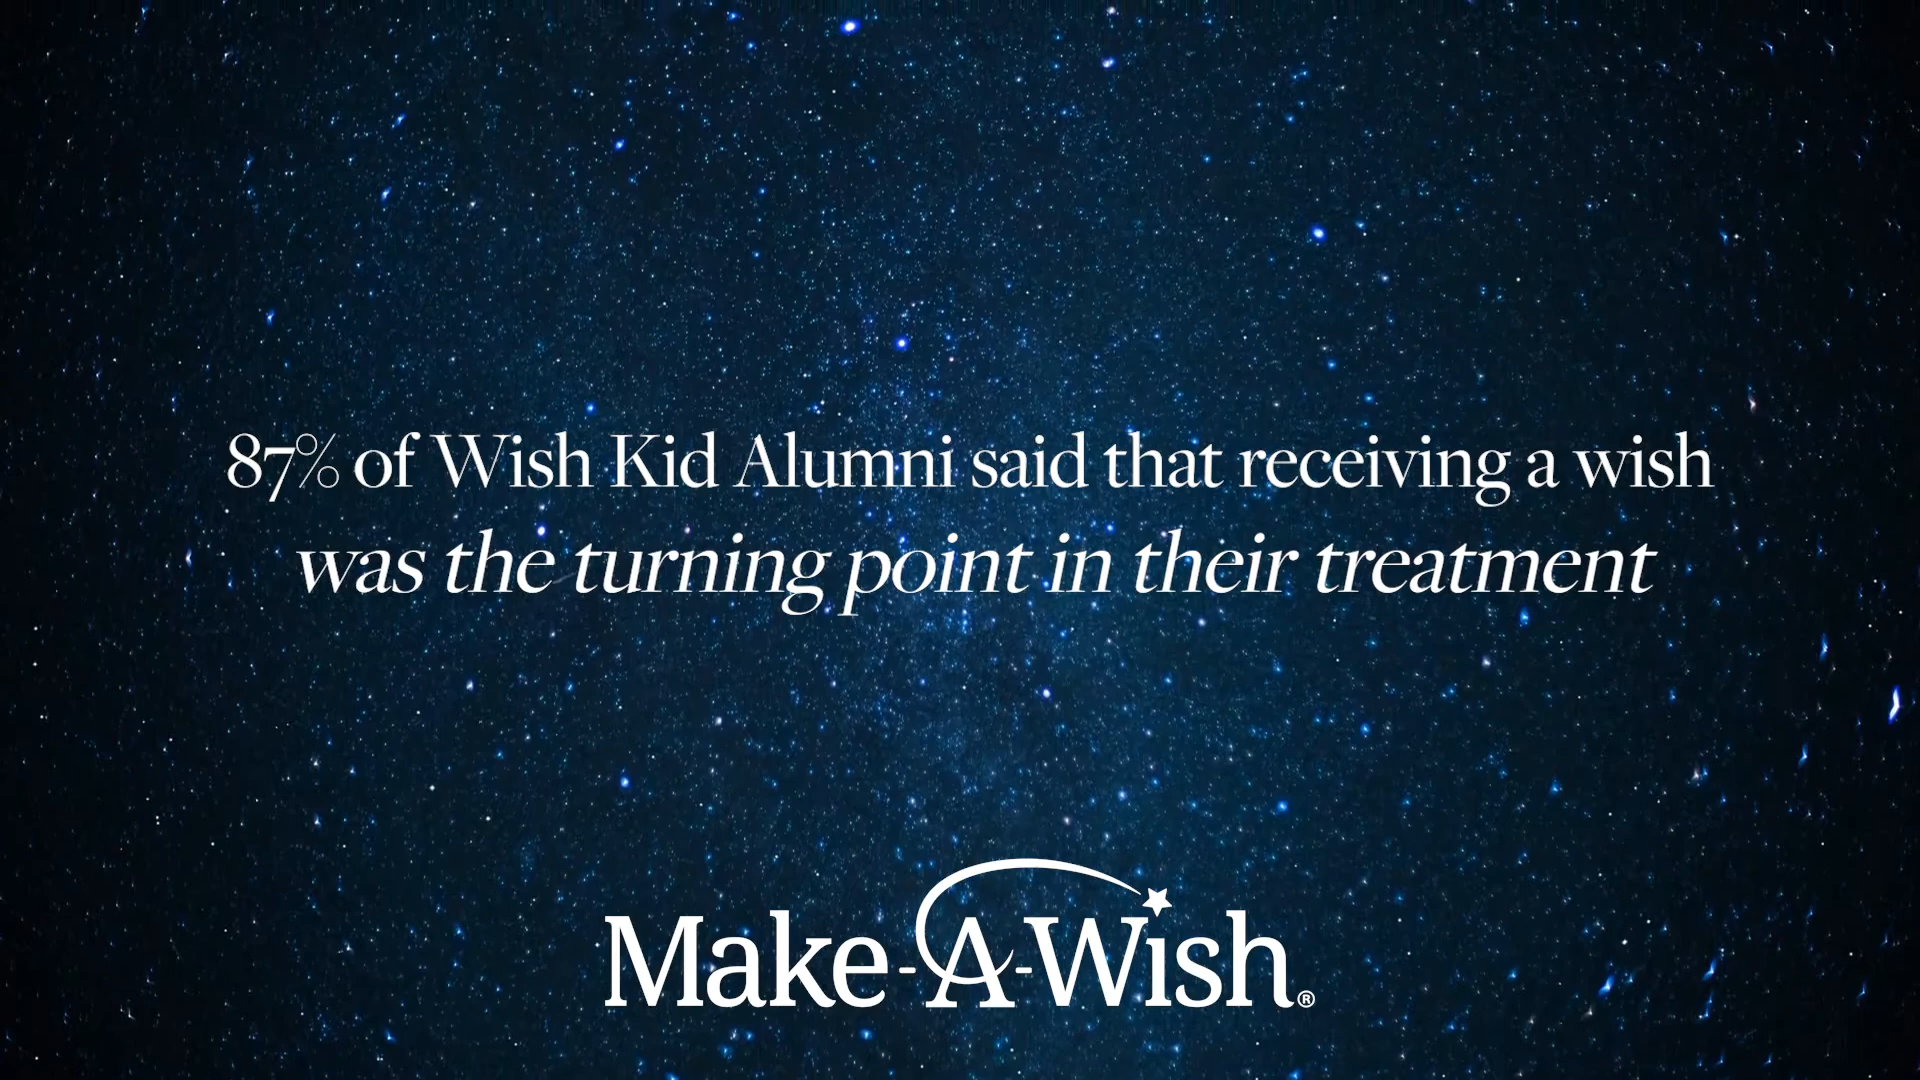 87% of Wish Kid Alumni said that receiving a wish
was the turning point in their treatment
Make-A-Wish®